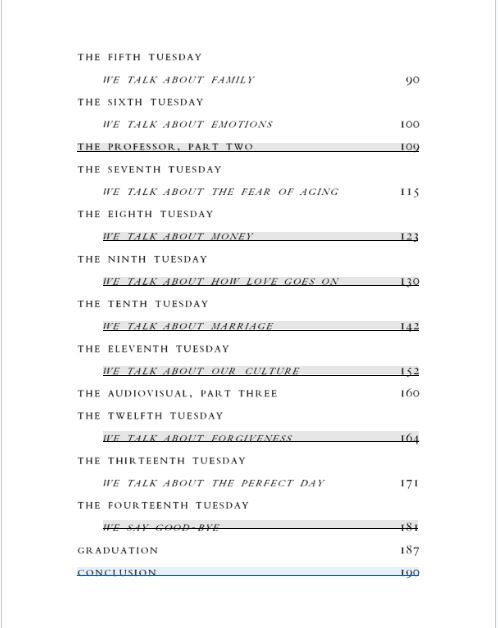 THE FIFTH TUESDAY
WE TALK ABOUT FAMILY 90
THE SIXTH TUESDAY
WE TALK ABOUT EMOTIONS 100
THE PROFESSOR, PART TWO 109
THE SEVENTH TUESDAY
WE TALK ABOUT THE FEAR OF AGING 115
THE EIGHTH TUESDAY
WE TALK ABOUT MONEY 123
THE NINTH TUESDAY
WE TALK ABOUT HOW LOVE GOES ON 130
THE TENTH TUESDAY
WE TALK ABOUT MARRIAGE 142
THE ELEVENTH TUESDAY
WE TALK ABOUT OUR CULTURE 152
THE AUDIOVISUAL, PART THREE 160
THE TWELFTH TUESDAY
WE TALK ABOUT FORGIVENESS 164
THE THIRTEENTH TUESDAY
WE TALK ABOUT THE PERFECT DAY 171
THE FOURTEENTH TUESDAY
WE SAY GOOD-BYE 181
GRADUATION 187
CONCLUSION 190